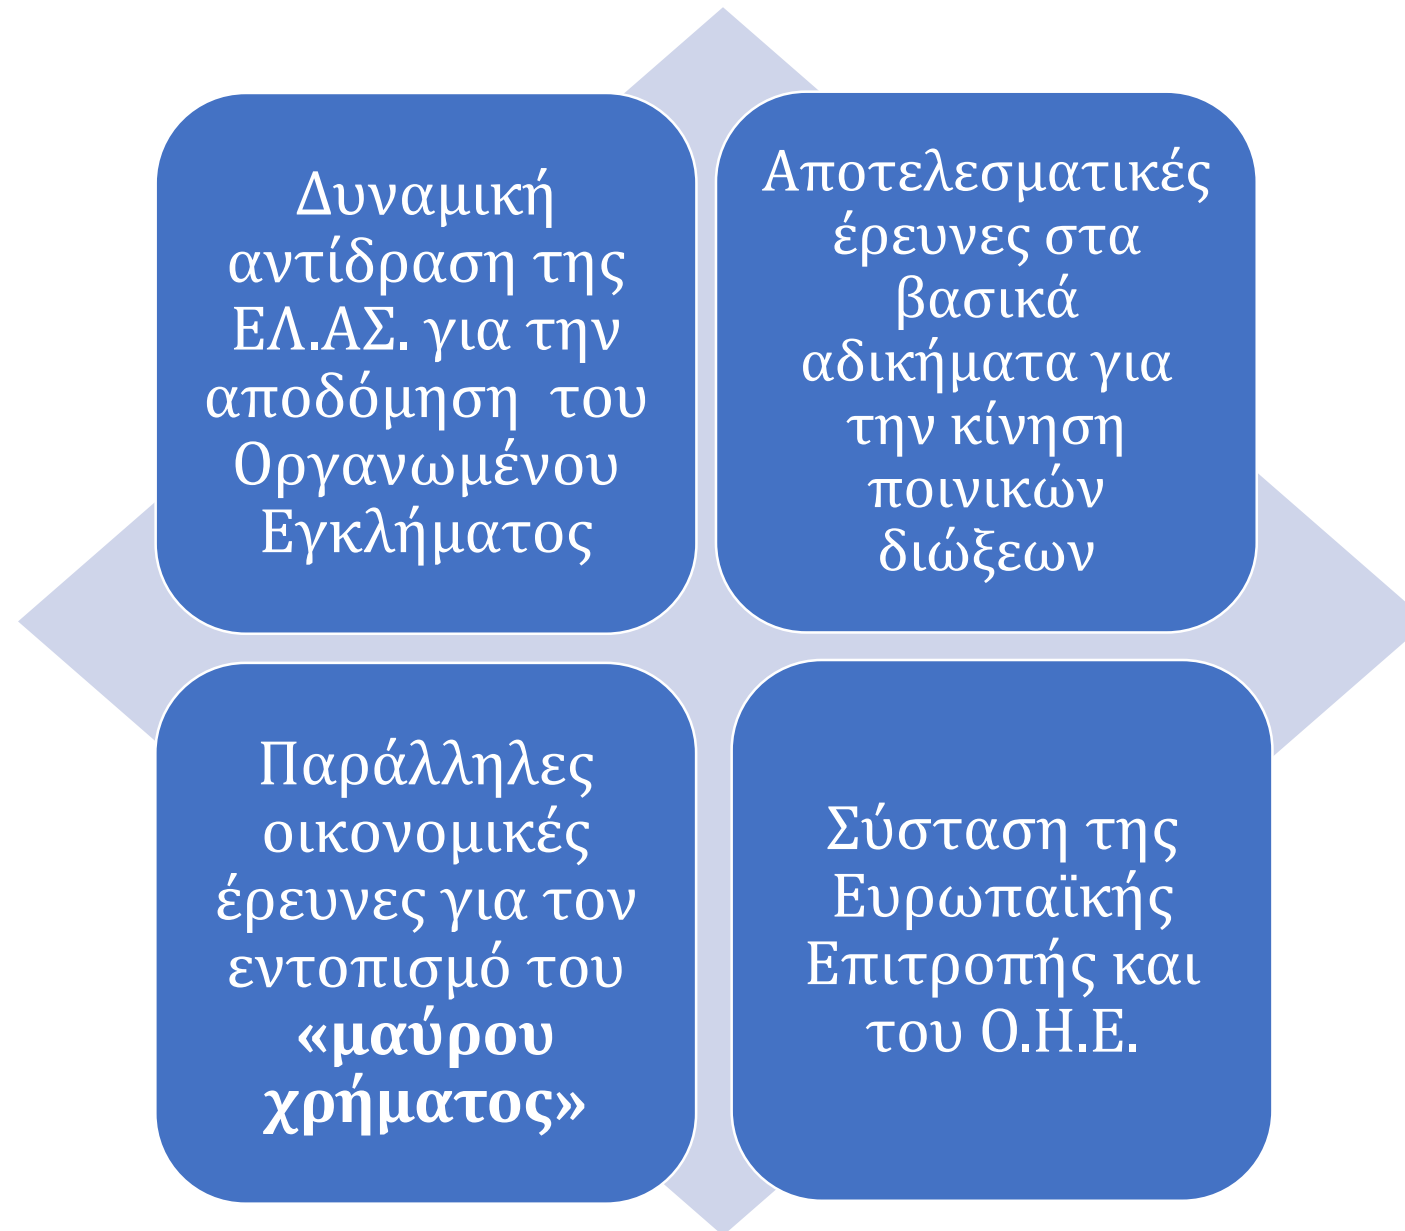 Δυναμική
αντίδραση της
ΕΛ.ΑΣ. για την
αποδόμηση  του
Οργανωμένου
Εγκλήματος
Αποτελεσματικές
έρευνες στα
βασικά
αδικήματα για
την κίνηση
ποινικών
διώξεων
Παράλληλες
οικονομικές
έρευνες για τον
εντοπισμό του
«μαύρου
χρήματος»
Σύσταση της
Ευρωπαϊκής
Επιτροπής και
του Ο.Η.Ε.